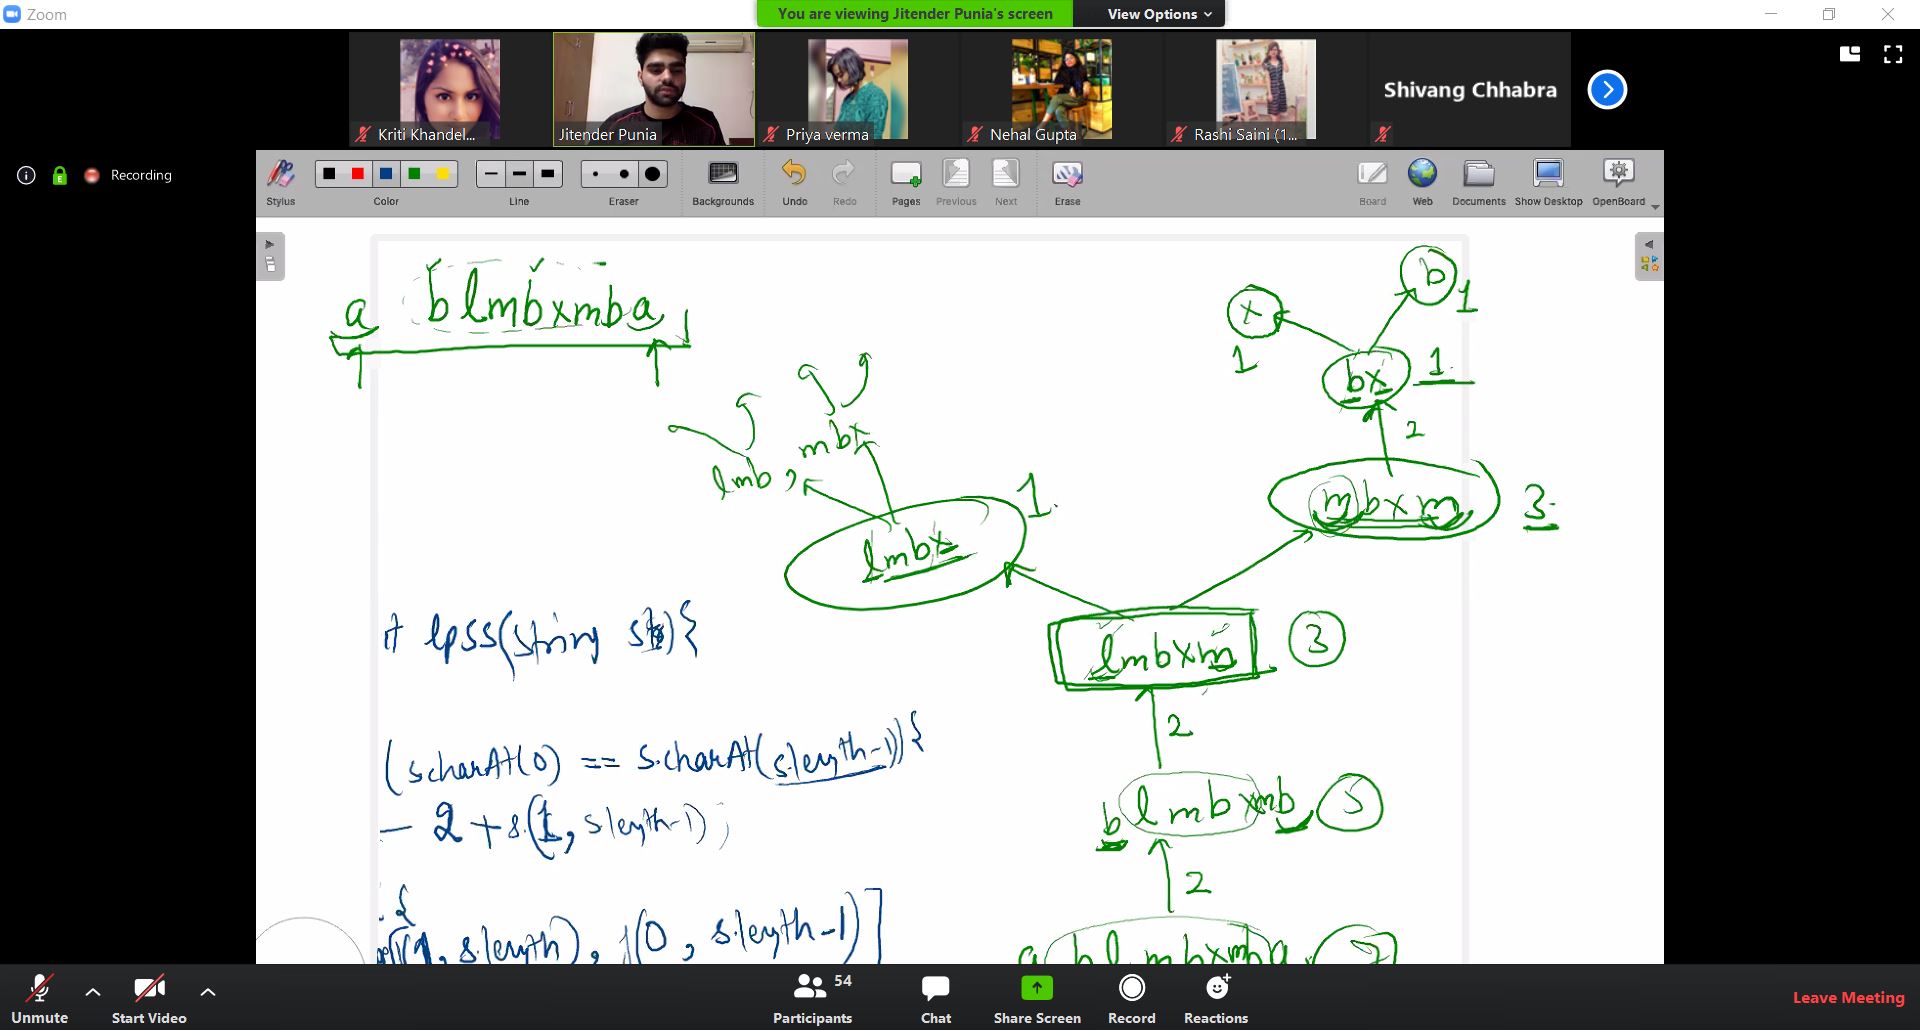 Zoom
You are viewing Jitender Punia's screen View Options
Kriti Khandel... Jitender Punia Priya verma Nehal Gupta Rashi Saini (1... Shivang Chhabra
Recording
Stylus Color Line Eraser Backgrounds Undo Redo Pages Previous Next Erase Board Web Documents Show Desktop OpenBoard
a blmbxmba
b
1
x
1
bx 1
2
mbx
lmb ,
mbxm 3
1
lmbx
lpss(String
lmbxm 3
2
(scharAt(0) == s.charAt(s.length-1)){
- 2 + s.(1, s.length-1);
b lmbxmb 5
2
{
, s.length), (0, s.length-1)]
a blmbxmba 7
Unmute Start Video Participants 54 Chat Share Screen Record Reactions Leave Meeting